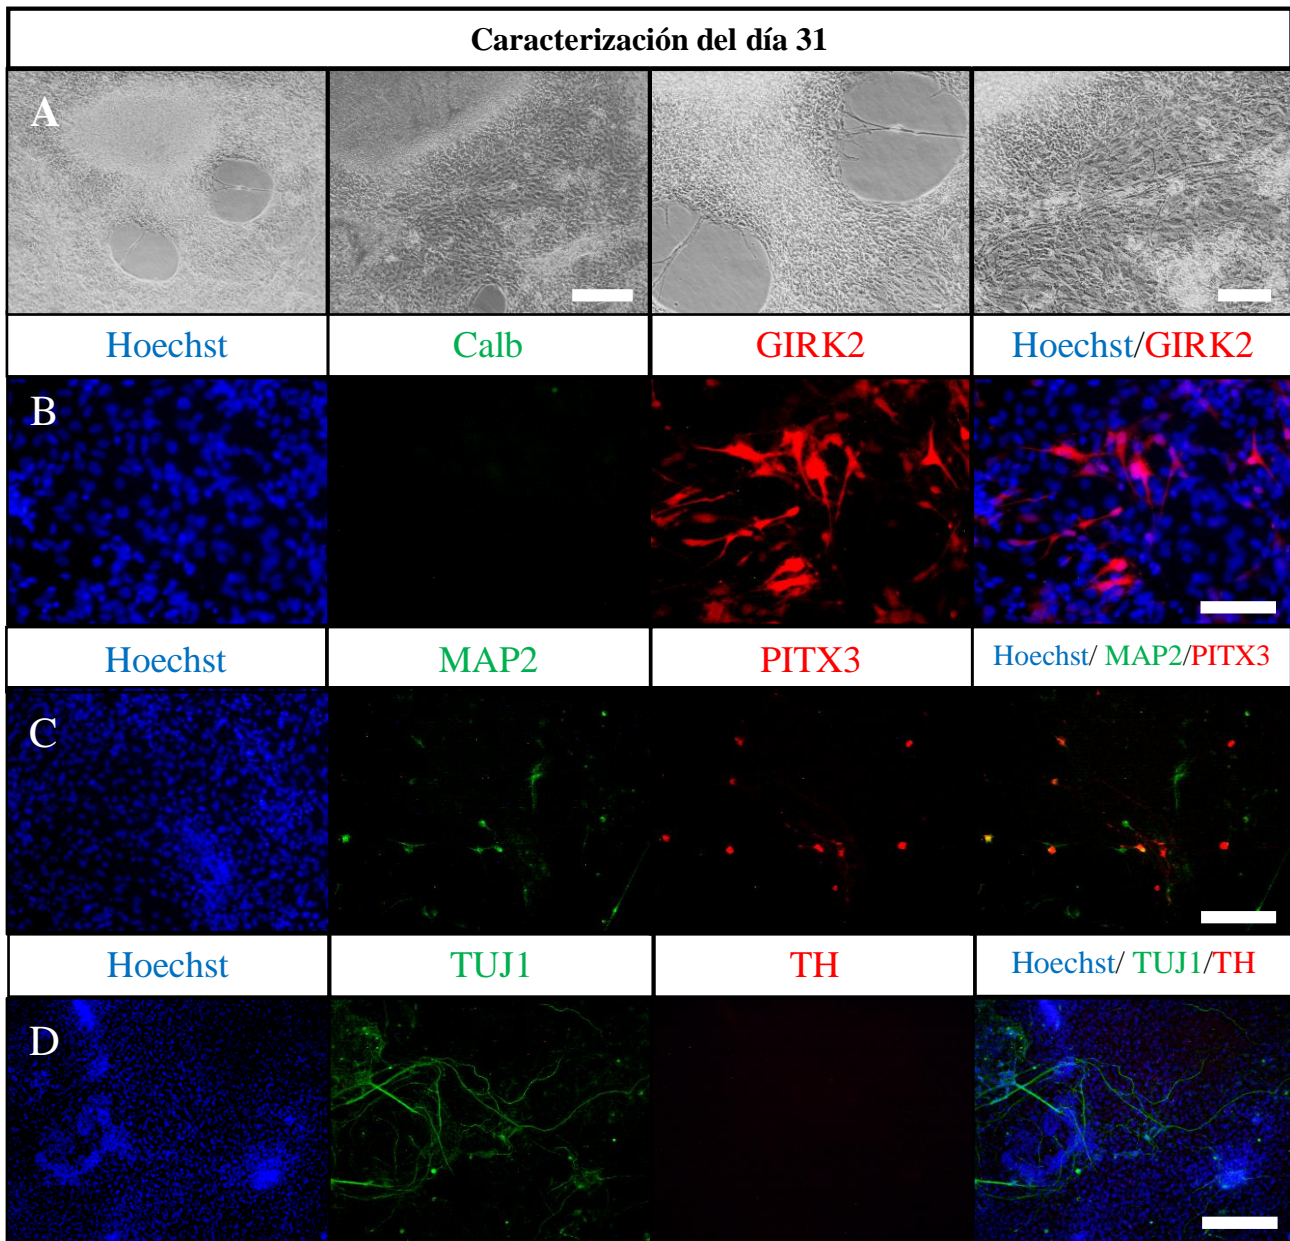 Caracterización del día 31
A
Hoechst Calb GIRK2 Hoechst/GIRK2
B
Hoechst MAP2 PITX3 Hoechst/ MAP2/PITX3
C
Hoechst TUJ1 TH Hoechst/ TUJ1/TH
D